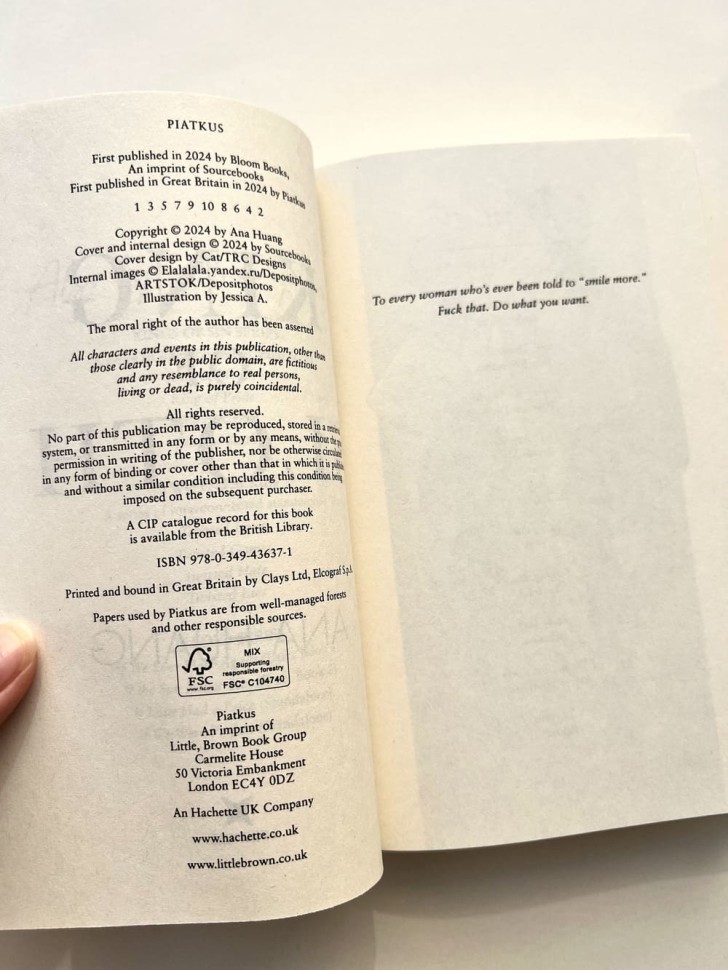 PIATKUS
First published in 2024 by Bloom Books,
An imprint of Sourcebooks
First published in Great Britain in 2024 by Piatkus
1 3 5 7 9 10 8 6 4 2
Copyright © 2024 by Ana Huang
Cover and internal design © 2024 by Sourcebooks
Cover design by Cat/TRC Designs
Internal images © Elalalala.yandex.ru/Depositphotos,
ARTSTOK/Depositphotos
Illustration by Jessica A.
The moral right of the author has been asserted
All characters and events in this publication, other than
those clearly in the public domain, are fictitious
and any resemblance to real persons,
living or dead, is purely coincidental.
All rights reserved.
No part of this publication may be reproduced, stored in a
system, or transmitted in any form or by any means, without the
permission in writing of the publisher, nor be otherwise
in any form of binding or cover other than that in which it is
and without a similar condition including this condition being
imposed on the subsequent purchaser.
A CIP catalogue record for this book
is available from the British Library.
ISBN 978-0-349-43637-1
Printed and bound in Great Britain by Clays Ltd, Elcograf S.p.A.
Papers used by Piatkus are from well-managed forests
and other responsible sources.
FSC
www.fsc.org
MIX
Supporting
responsible forestry
FSC® C104740
Piatkus
An imprint of
Little, Brown Book Group
Carmelite House
50 Victoria Embankment
London EC4Y 0DZ
An Hachette UK Company
www.hachette.co.uk
www.littlebrown.co.uk
To every woman who's ever been told to “smile more.”
Fuck that. Do what you want.